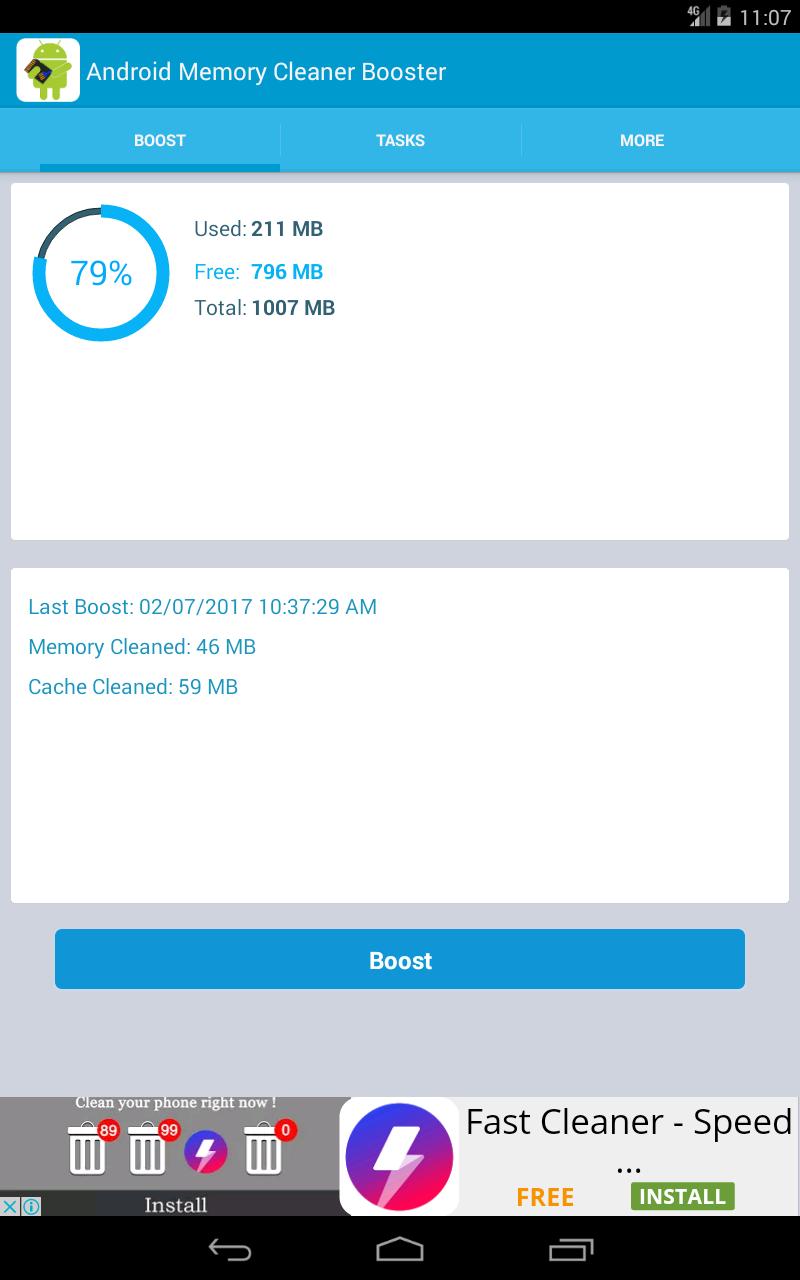 4G 11:07
Android Memory Cleaner Booster
BOOST TASKS MORE
79%
Used: 211 MB
Free: 796 MB
Total: 1007 MB
Last Boost: 02/07/2017 10:37:29 AM
Memory Cleaned: 46 MB
Cache Cleaned: 59 MB
Boost
Clean your phone right now !
89 99 0
Install
Fast Cleaner - Speed
...
FREE INSTALL